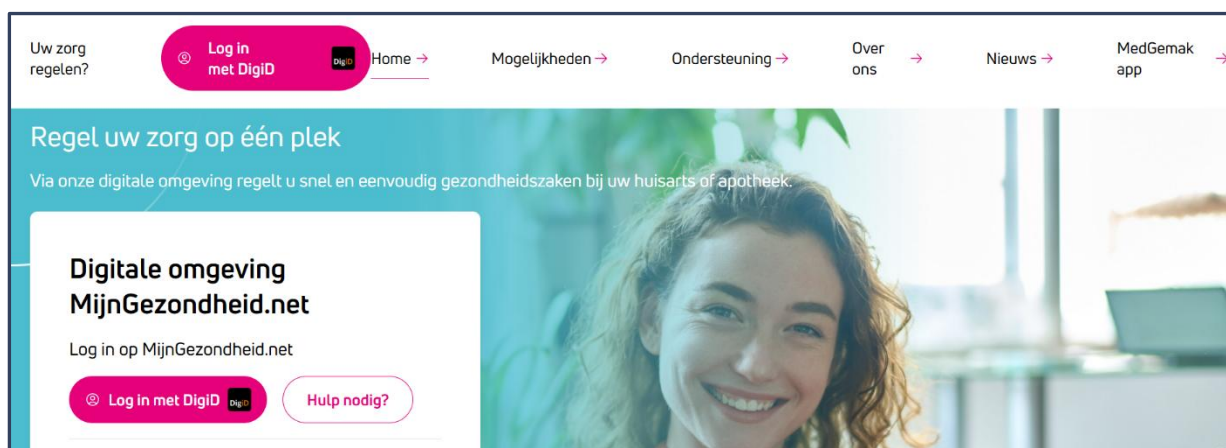 Uw zorg
regelen?
Log in
met DigiD
DigiD
Home →
Mogelijkheden →
Ondersteuning →
Over
ons →
Nieuws →
MedGemak
app →
Regel uw zorg op één plek
Via onze digitale omgeving regelt u snel en eenvoudig gezondheidszaken bij uw huisarts of apotheek.
Digitale omgeving
MijnGezondheid.net
Log in op MijnGezondheid.net
Log in met DigiD DigiD
Hulp nodig?